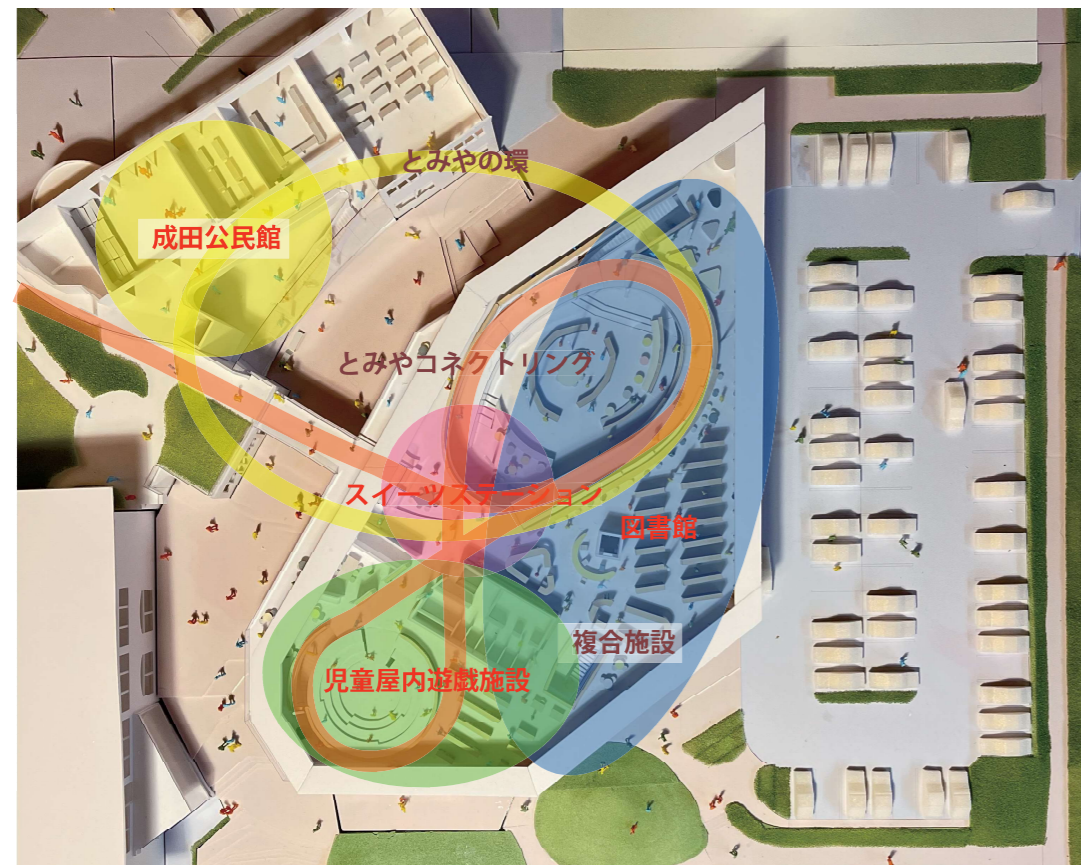 とみやの環
成田公民館
とみやコネクトリング
スイーツステーション
図書館
複合施設
児童屋内遊戯施設